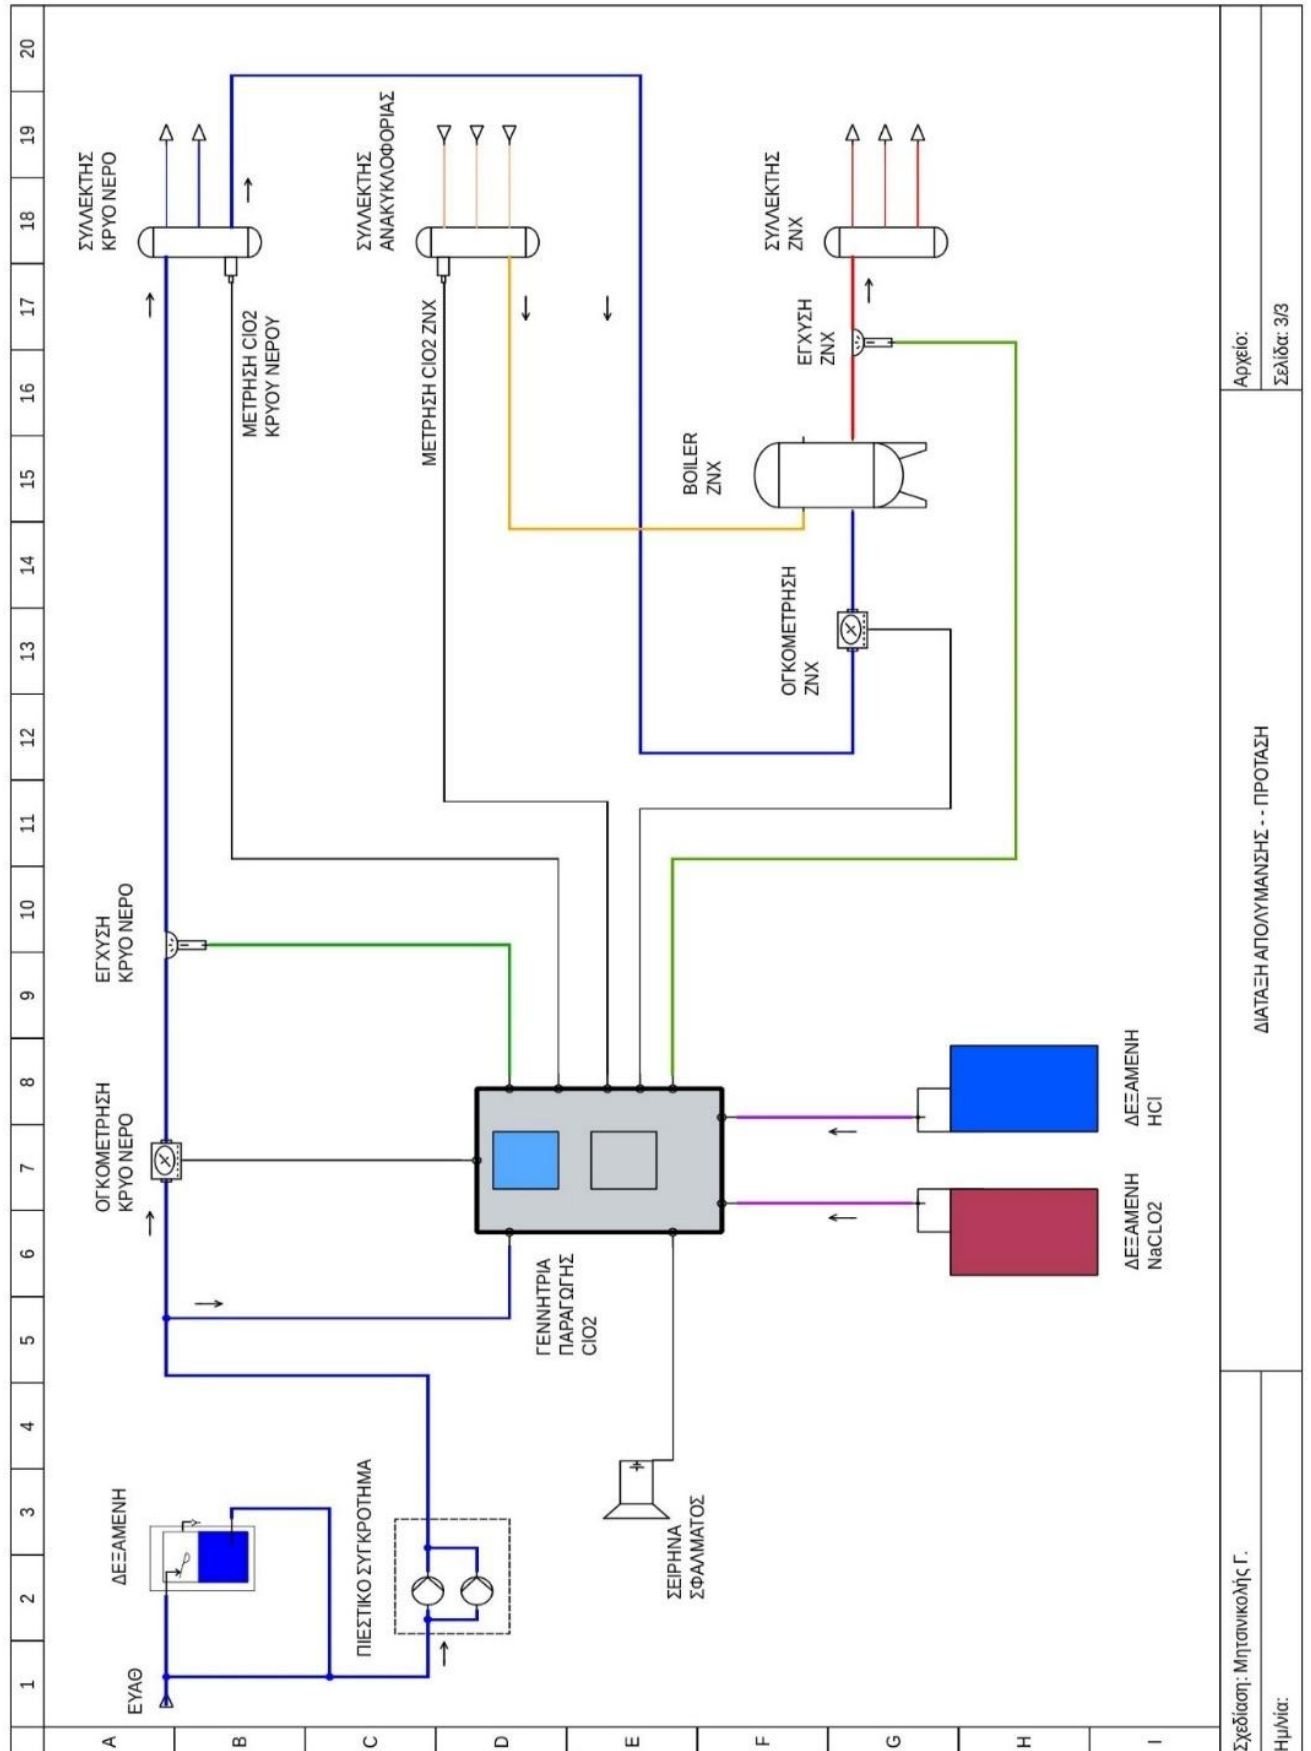 1 2 3 4 5 6 7 8 9 10 11 12 13 14 15 16 17 18 19 20
A
B
C
D
E
F
G
H
I
ΕΥΑΘ
ΔΕΞΑΜΕΝΗ
ΠΙΕΣΤΙΚΟ ΣΥΓΚΡΟΤΗΜΑ
ΟΓΚΟΜΕΤΡΗΣΗ
ΚΡΥΟ ΝΕΡΟ
ΕΓΧΥΣΗ
ΚΡΥΟ ΝΕΡΟ
ΣΥΛΛΕΚΤΗΣ
ΚΡΥΟ ΝΕΡΟ
ΜΕΤΡΗΣΗ ClO2
ΚΡΥΟΥ ΝΕΡΟΥ
ΣΥΛΛΕΚΤΗΣ
ΑΝΑΚΥΚΛΟΦΟΡΙΑΣ
ΜΕΤΡΗΣΗ ClO2 ΖΝΧ
ΓΕΝΝΗΤΡΙΑ
ΠΑΡΑΓΩΓΗΣ
ClO2
ΣΕΙΡΗΝΑ
ΣΦΑΛΜΑΤΟΣ
BOILER
ΖΝΧ
ΟΓΚΟΜΕΤΡΗΣΗ
ΖΝΧ
ΕΓΧΥΣΗ
ΖΝΧ
ΣΥΛΛΕΚΤΗΣ
ΖΝΧ
ΔΕΞΑΜΕΝΗ
NaCLO2
ΔΕΞΑΜΕΝΗ
HCl
Σχεδίαση: Μητσινικολής Γ.
Ημ/νία:
ΔΙΑΤΑΞΗ ΑΠΟΛΥΜΑΝΣΗΣ - - ΠΡΟΤΑΣΗ
Αρχείο:
Σελίδα: 3/3